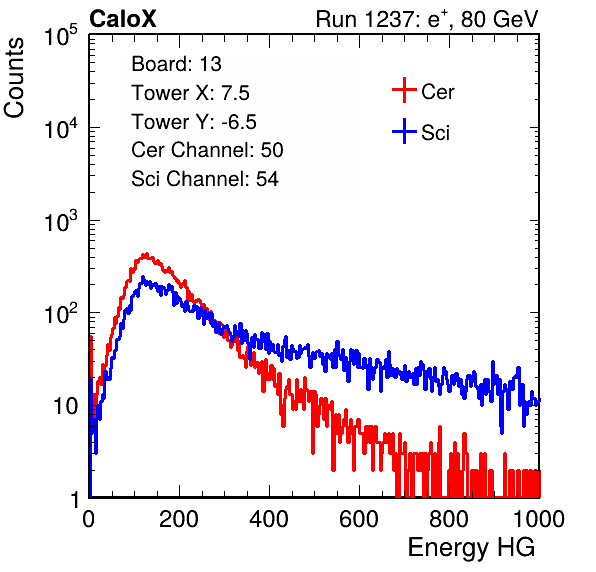 CaloX Run 1237: e⁺, 80 GeV
Counts
Board: 13
Tower X: 7.5
Tower Y: -6.5
Cer Channel: 50
Sci Channel: 54
Cer
Sci
10⁵
10⁴
10³
10²
10
1
0 200 400 600 800 1000
Energy HG